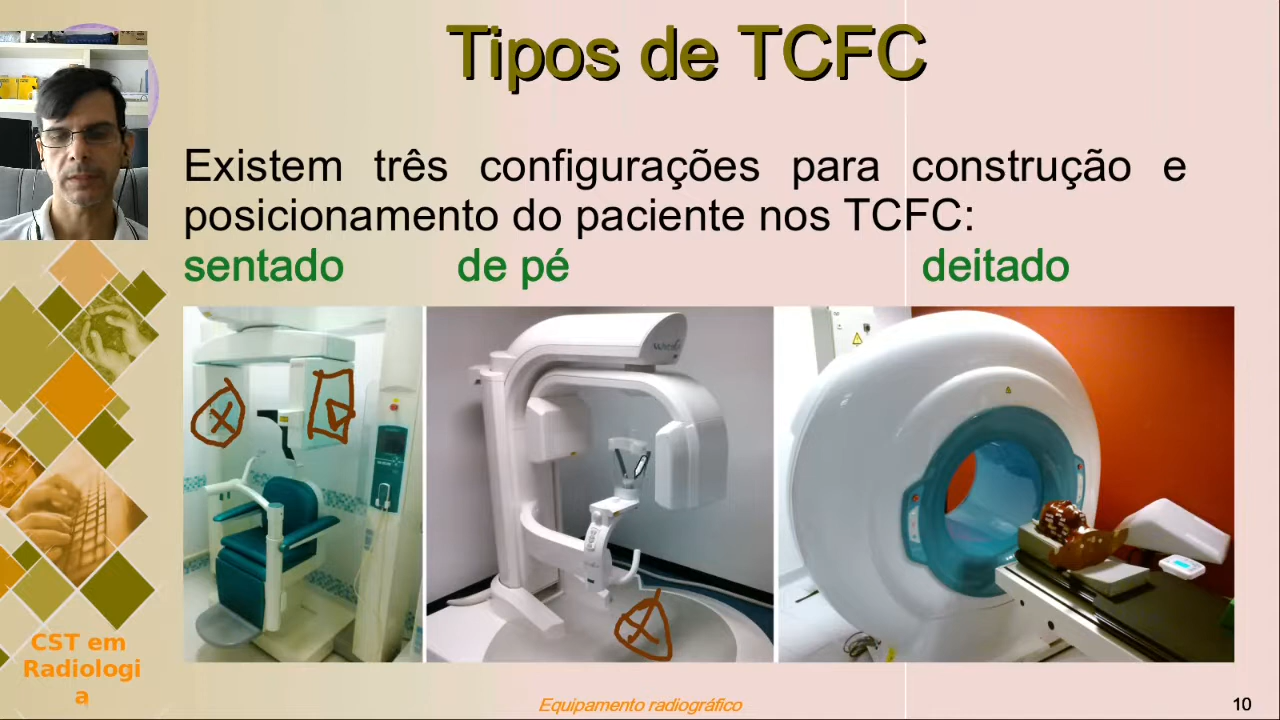 Tipos de TCFC
Existem três configurações para construção e
posicionamento do paciente nos TCFC:
sentado de pé deitado
CST em
Radiologi
a
Equipamento radiográfico
10